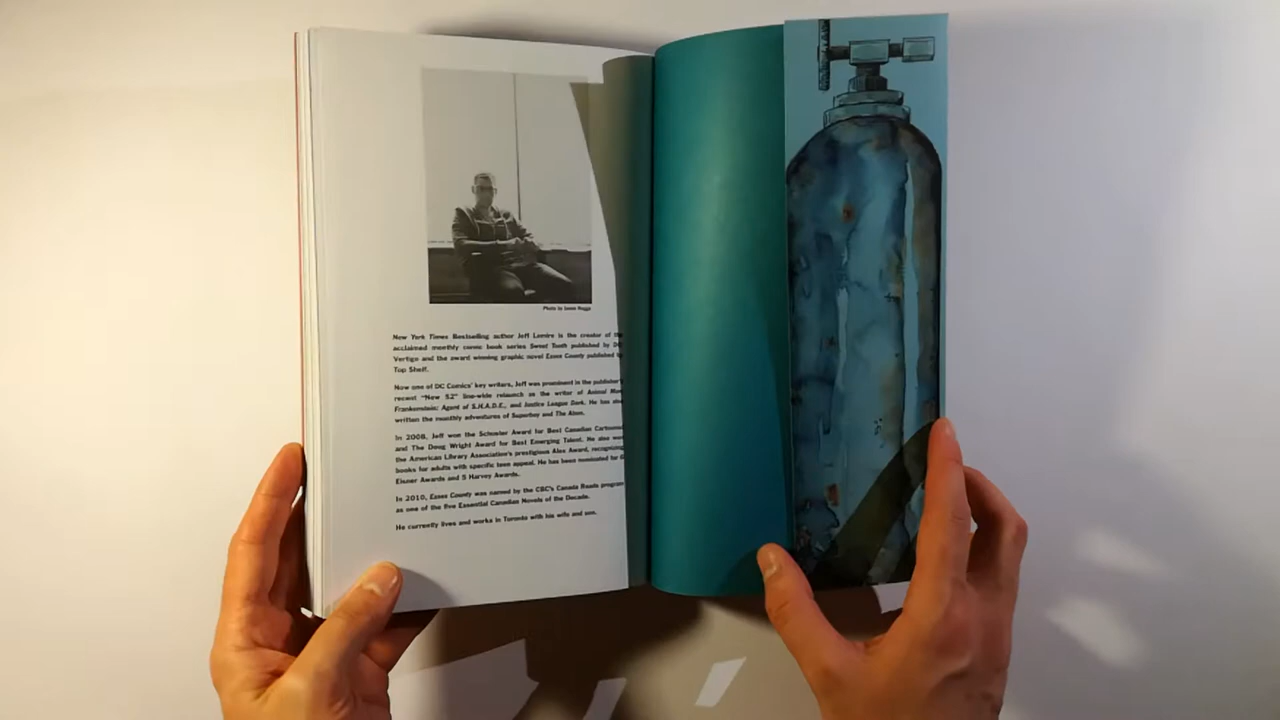 Photo by Jamie Hogge
New York Times Bestselling author Jeff Lemire is the creator of the
acclaimed monthly comic book series Sweet Tooth published by DC
Vertigo and the award winning graphic novel Essex County published by
Top Shelf.
Now one of DC Comics' key writers, Jeff was prominent in the publisher's
recent "New 52" line-wide relaunch as the writer of Animal Man,
Frankenstein: Agent of S.H.A.D.E., and Justice League Dark. He has also
written the monthly adventures of Superboy and The Atom.
In 2008, Jeff won the Schuster Award for Best Canadian Cartoonist
and The Doug Wright Award for Best Emerging Talent. He also won
the American Library Association's prestigious Alex Award, recognizing
books for adults with specific teen appeal. He has been nominated for
Eisner Awards and 5 Harvey Awards.
In 2010, Essex County was named by the CBC's Canada Reads program
as one of the five Essential Canadian Novels of the Decade.
He currently lives and works in Toronto with his wife and son.